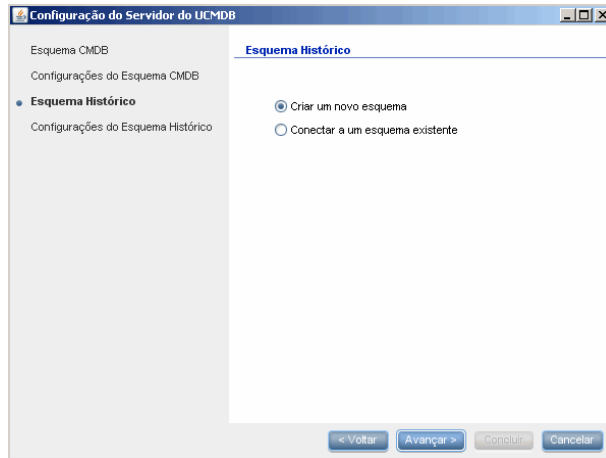 Configuração do Servidor do UCMDB
Esquema CMDB
Configurações do Esquema CMDB
Esquema Histórico
Configurações do Esquema Histórico
Esquema Histórico
Criar um novo esquema
Conectar a um esquema existente
< Voltar
Avançar >
Concluir
Cancelar